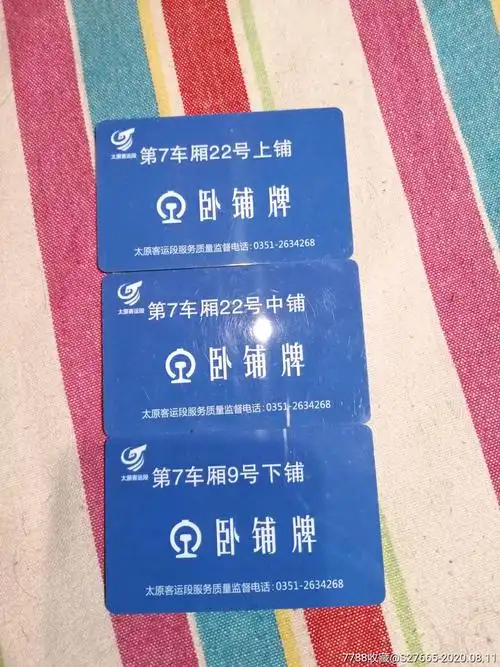 太原客运段
第7车厢22号上铺
卧铺牌
太原客运段服务质量监督电话:0351-2634268
太原客运段
第7车厢22号中铺
卧铺牌
太原客运段服务质量监督电话:0351-2634268
太原客运段
第7车厢9号下铺
卧铺牌
太原客运段服务质量监督电话:0351-2634268
7788收藏@S27665-2020.08.11